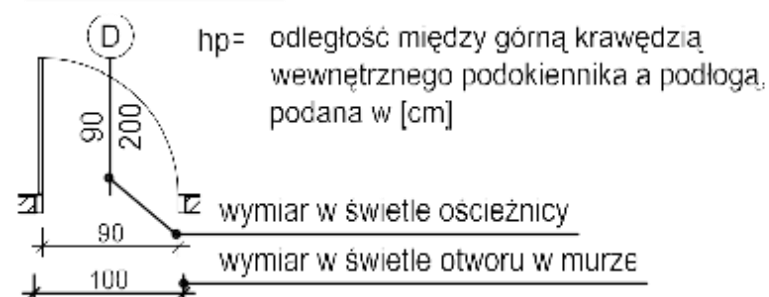 D
hp= odległość między górną krawędzią
wewnętrznego podokiennika a podłogą,
podana w [cm]
90
200
wymiar w świetle ościeżnicy
90
wymiar w świetle otworu w murze
100